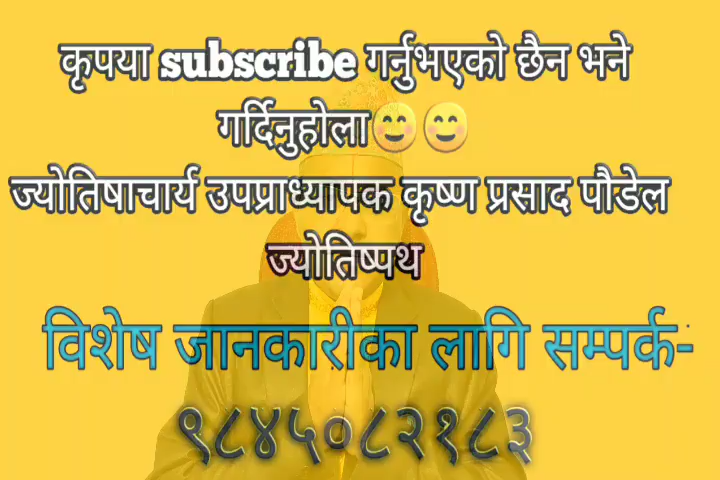 कृपया subscribe गर्नुभएको छैन भने
गर्दिनुहोला😊😊
ज्योतिषाचार्य उपप्राध्यापक कृष्ण प्रसाद पौडेल
ज्योतिष्पथ
विशेष जानकारीका लागि सम्पर्क-
९८४५०८२१८३